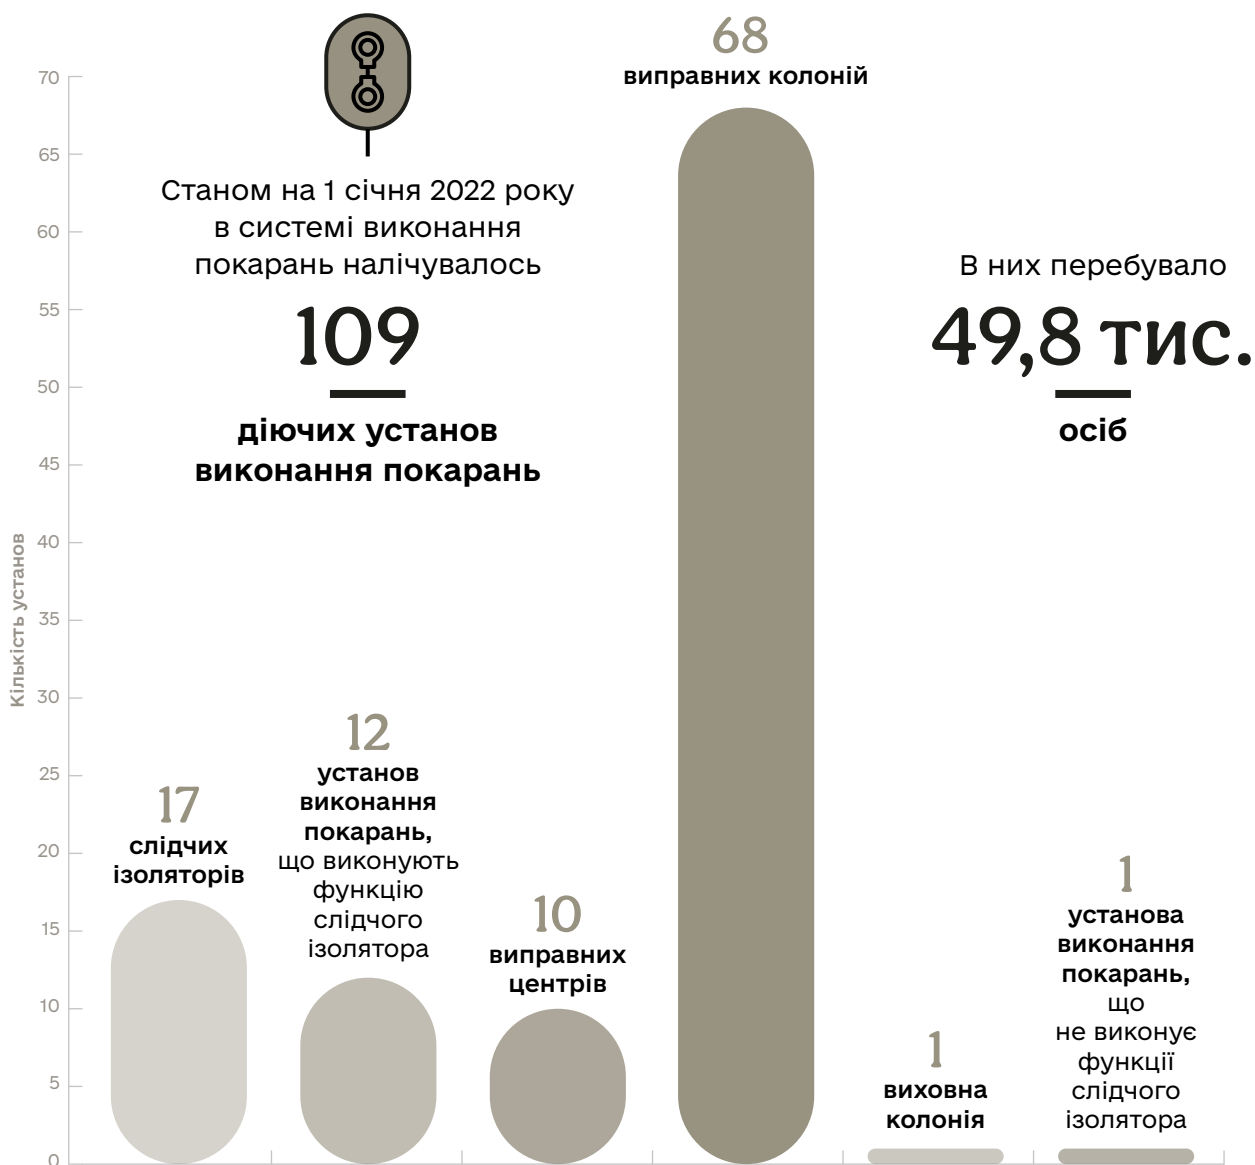 Станом на 1 січня 2022 року
в системі виконання
покарань налічувалось
109
діючих установ
виконання покарань
В них перебувало
49,8 тис.
осіб
Кількість установ
70
65
60
55
50
45
40
35
30
25
20
15
10
5
0
17
слідчих
ізоляторів
12
установ
виконання
покарань,
що виконують
функцію
слідчого
ізолятора
10
виправних
центрів
68
виправних колоній
1
виховна
колонія
1
установа
виконання
покарань,
що
не виконує
функції
слідчого
ізолятора